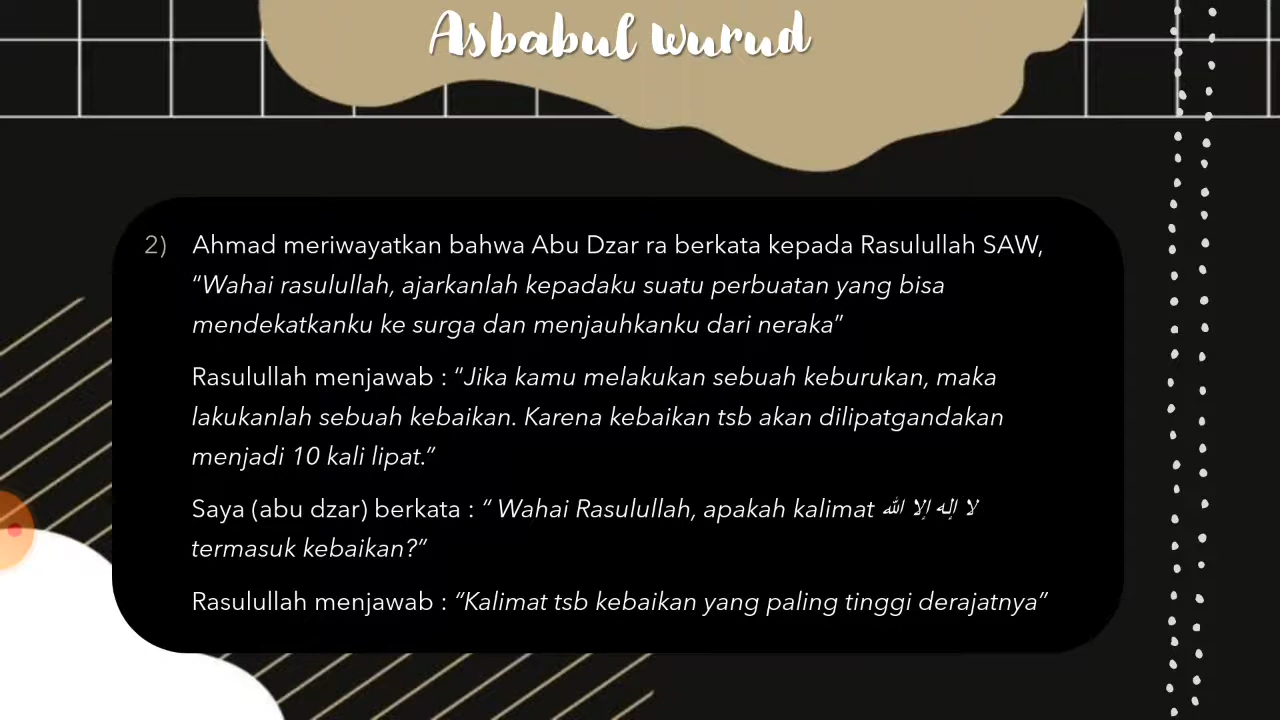 Asbabul wurud
2) Ahmad meriwayatkan bahwa Abu Dzar ra berkata kepada Rasulullah SAW,
“Wahai rasulullah, ajarkanlah kepadaku suatu perbuatan yang bisa
mendekatkanku ke surga dan menjauhkanku dari neraka”
Rasulullah menjawab : “Jika kamu melakukan sebuah keburukan, maka
lakukanlah sebuah kebaikan. Karena kebaikan tsb akan dilipatgandakan
menjadi 10 kali lipat.”
Saya (abu dzar) berkata : “ Wahai Rasulullah, apakah kalimat لا إله إلا الله
termasuk kebaikan?”
Rasulullah menjawab : “Kalimat tsb kebaikan yang paling tinggi derajatnya”